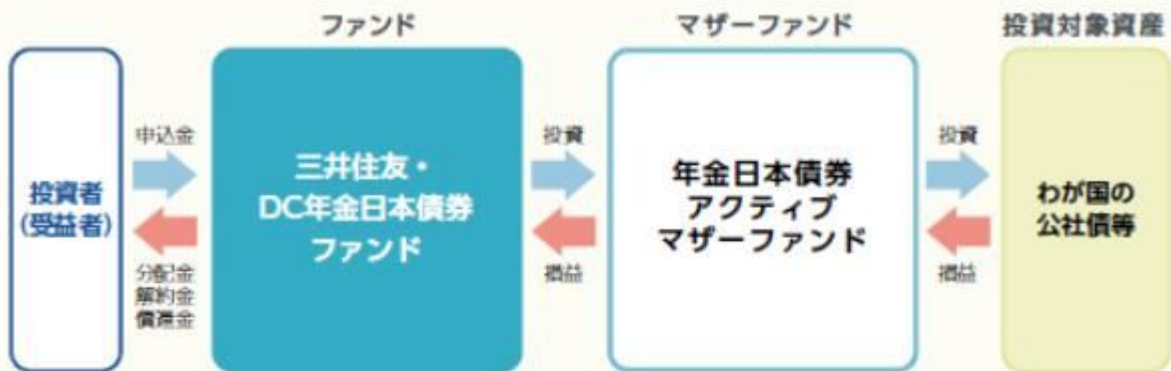 ファンド
マザーファンド
投資対象資産
投資者
(受益者)
申込金
分配金
解約金
償還金
三井住友・
DC年金日本債券
ファンド
投資
損益
年金日本債券
アクティブ
マザーファンド
投資
損益
わが国の
公社債等